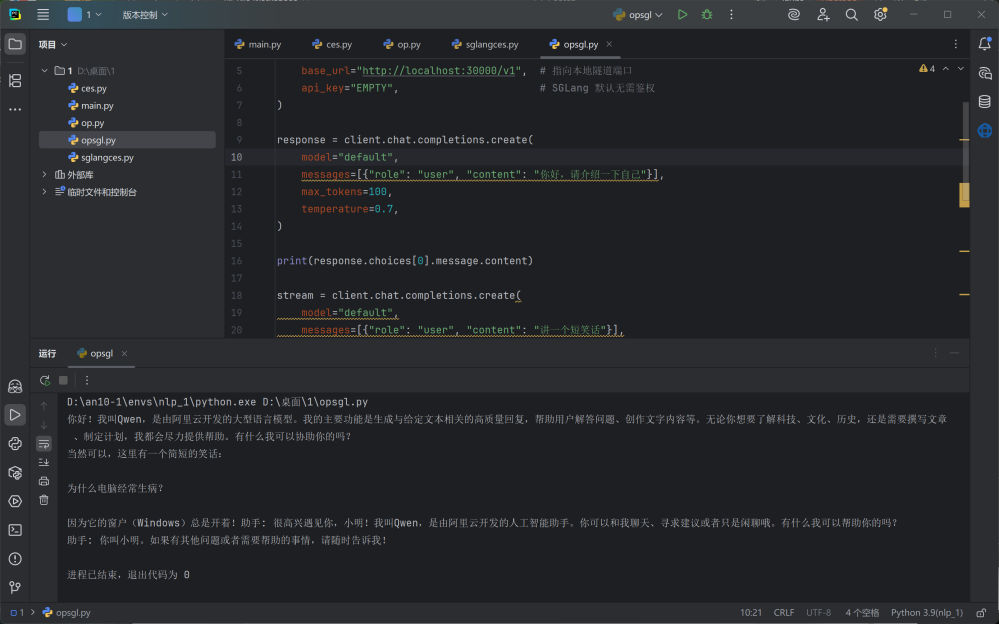 1
版本控制
opsgl
项目
main.py
ces.py
op.py
sglangces.py
opsgl.py
1 D:\桌面\1
ces.py
main.py
op.py
opsgl.py
sglangces.py
外部库
临时文件和控制台
4
5 base_url="http://localhost:30000/v1", # 指向本地隧道端口
6 api_key="EMPTY", # SGLang 默认无需鉴权
7 )
8
9 response = client.chat.completions.create(
10 model="default",
11 messages=[{"role": "user", "content": "你好，请介绍一下自己"}],
12 max_tokens=100,
13 temperature=0.7,
14 )
15
16 print(response.choices[0].message.content)
17
18 stream = client.chat.completions.create(
19 model="default",
20 messages=[{"role": "user", "content": "讲一个短笑话"}],
运行
opsgl
D:\an10-1\envs\nlp_1\python.exe D:\桌面\1\opsgl.py
你好！我叫Qwen，是由阿里云开发的大型语言模型。我的主要功能是生成与给定文本相关的高质量回复，帮助用户解答问题、创作文字内容等。无论你想要了解科技、文化、历史，还是需要撰写文章
、制定计划，我都会尽力提供帮助。有什么我可以协助你的吗？
当然可以，这里有一个简短的笑话：
为什么电脑经常生病？
因为它的窗户（Windows）总是开着！助手: 很高兴遇见你，小明！我叫Qwen，是由阿里云开发的人工智能助手。你可以和我聊天、寻求建议或者只是闲聊哦。有什么我可以帮助你的吗？
助手: 你叫小明。如果有其他问题或者需要帮助的事情，请随时告诉我！
进程已结束，退出代码为 0
1
opsgl.py
10:21
CRLF
UTF-8
4 个空格
Python 3.9(nlp_1)